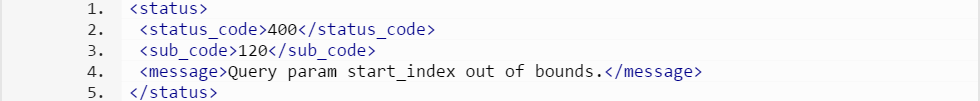 1. <status>
2.  <status_code>400</status_code>
3.  <sub_code>120</sub_code>
4.  <message>Query param start_index out of bounds.</message>
5. </status>